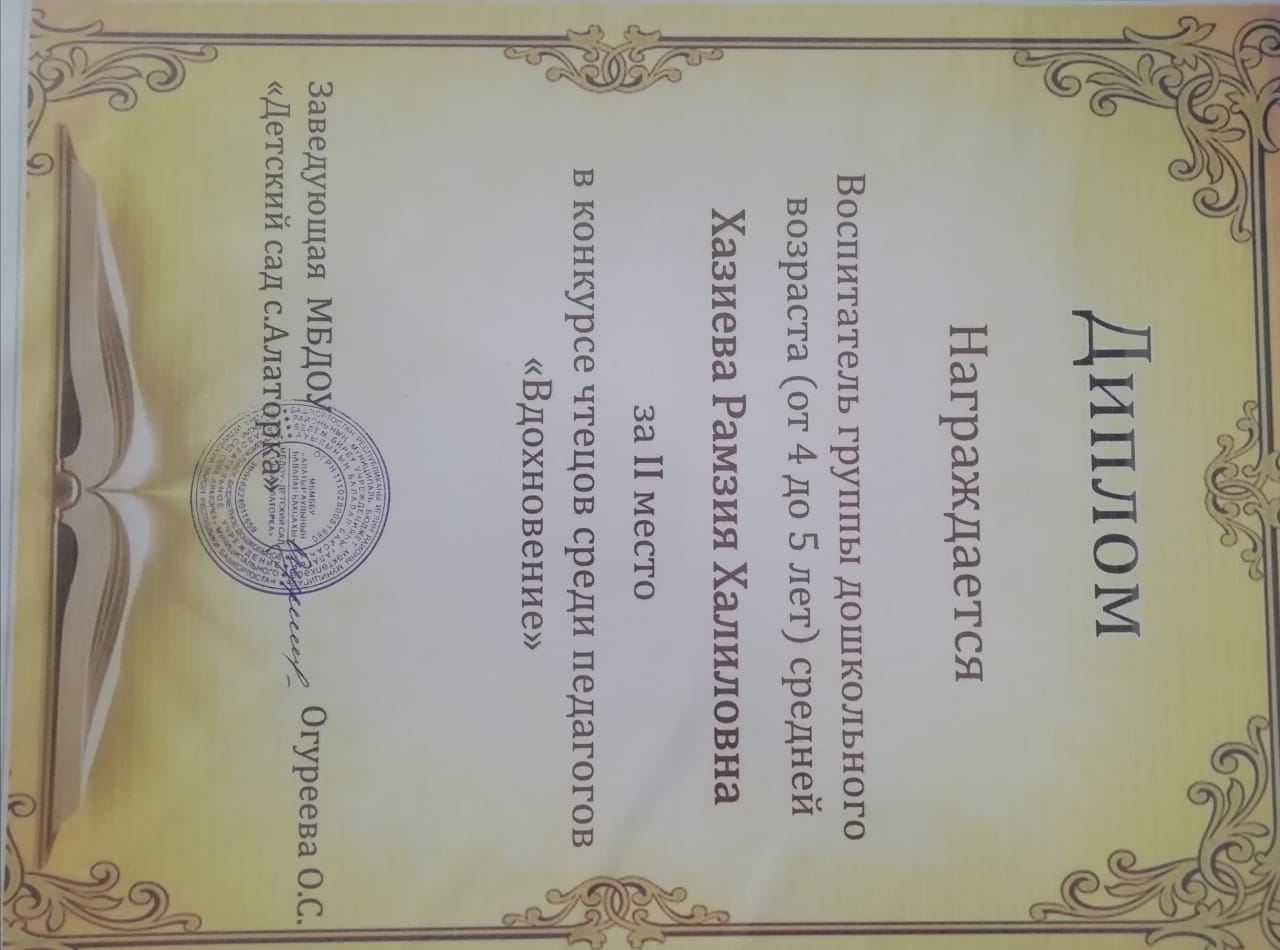 Диплом
Награждается
Воспитатель группы дошкольного
возраста (от 4 до 5 лет) средней
Хазиева Рамзия Халиловна
за II место
в конкурсе чтецов среди педагогов
«Вдохновение»
Заведующая МБДОУ
«Детский сад с.Алаторка»
Огуреева О.С.